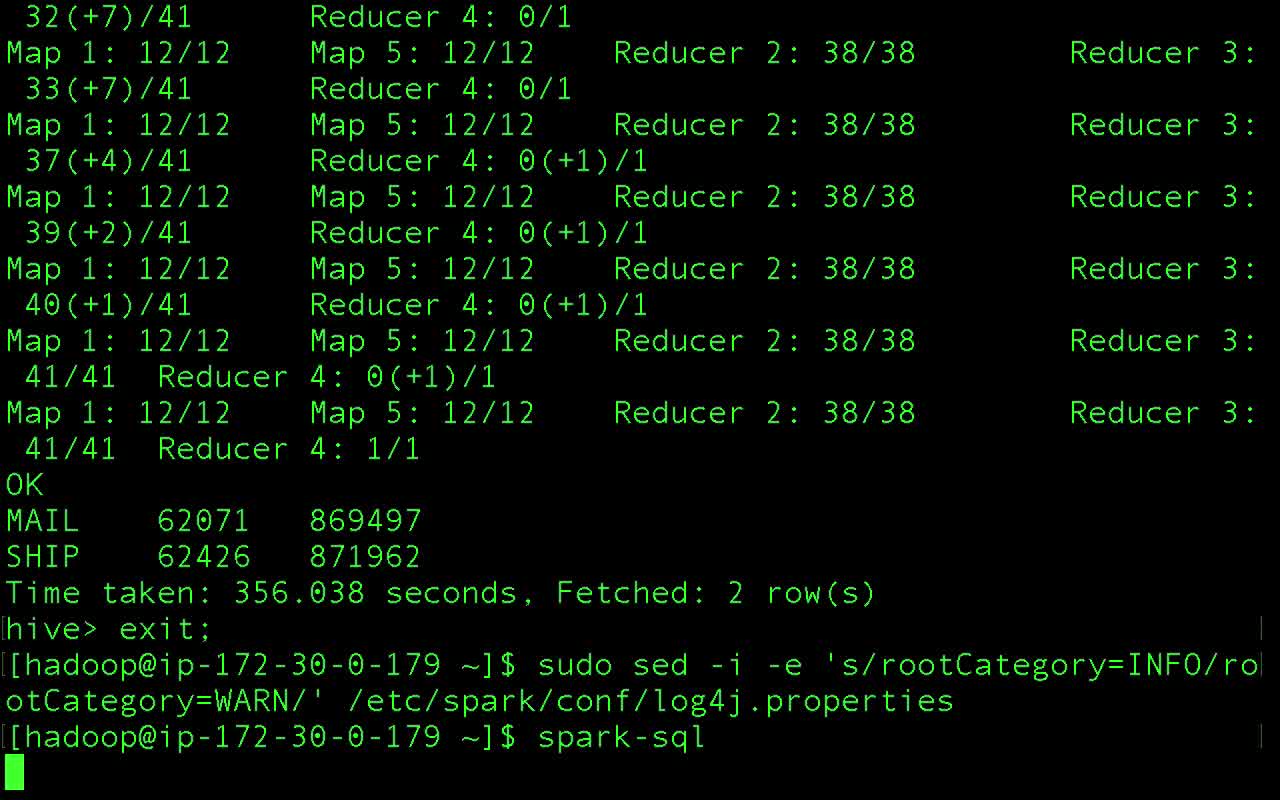 32(+7)/41      Reducer 4: 0/1
Map 1: 12/12    Map 5: 12/12    Reducer 2: 38/38        Reducer 3:
 33(+7)/41      Reducer 4: 0/1
Map 1: 12/12    Map 5: 12/12    Reducer 2: 38/38        Reducer 3:
 37(+4)/41      Reducer 4: 0(+1)/1
Map 1: 12/12    Map 5: 12/12    Reducer 2: 38/38        Reducer 3:
 39(+2)/41      Reducer 4: 0(+1)/1
Map 1: 12/12    Map 5: 12/12    Reducer 2: 38/38        Reducer 3:
 40(+1)/41      Reducer 4: 0(+1)/1
Map 1: 12/12    Map 5: 12/12    Reducer 2: 38/38        Reducer 3:
 41/41  Reducer 4: 0(+1)/1
Map 1: 12/12    Map 5: 12/12    Reducer 2: 38/38        Reducer 3:
 41/41  Reducer 4: 1/1
OK
MAIL    62071   869497
SHIP    62426   871962
Time taken: 356.038 seconds, Fetched: 2 row(s)
hive> exit;
[hadoop@ip-172-30-0-179 ~]$ sudo sed -i -e 's/rootCategory=INFO/ro
otCategory=WARN/' /etc/spark/conf/log4j.properties
[hadoop@ip-172-30-0-179 ~]$ spark-sql